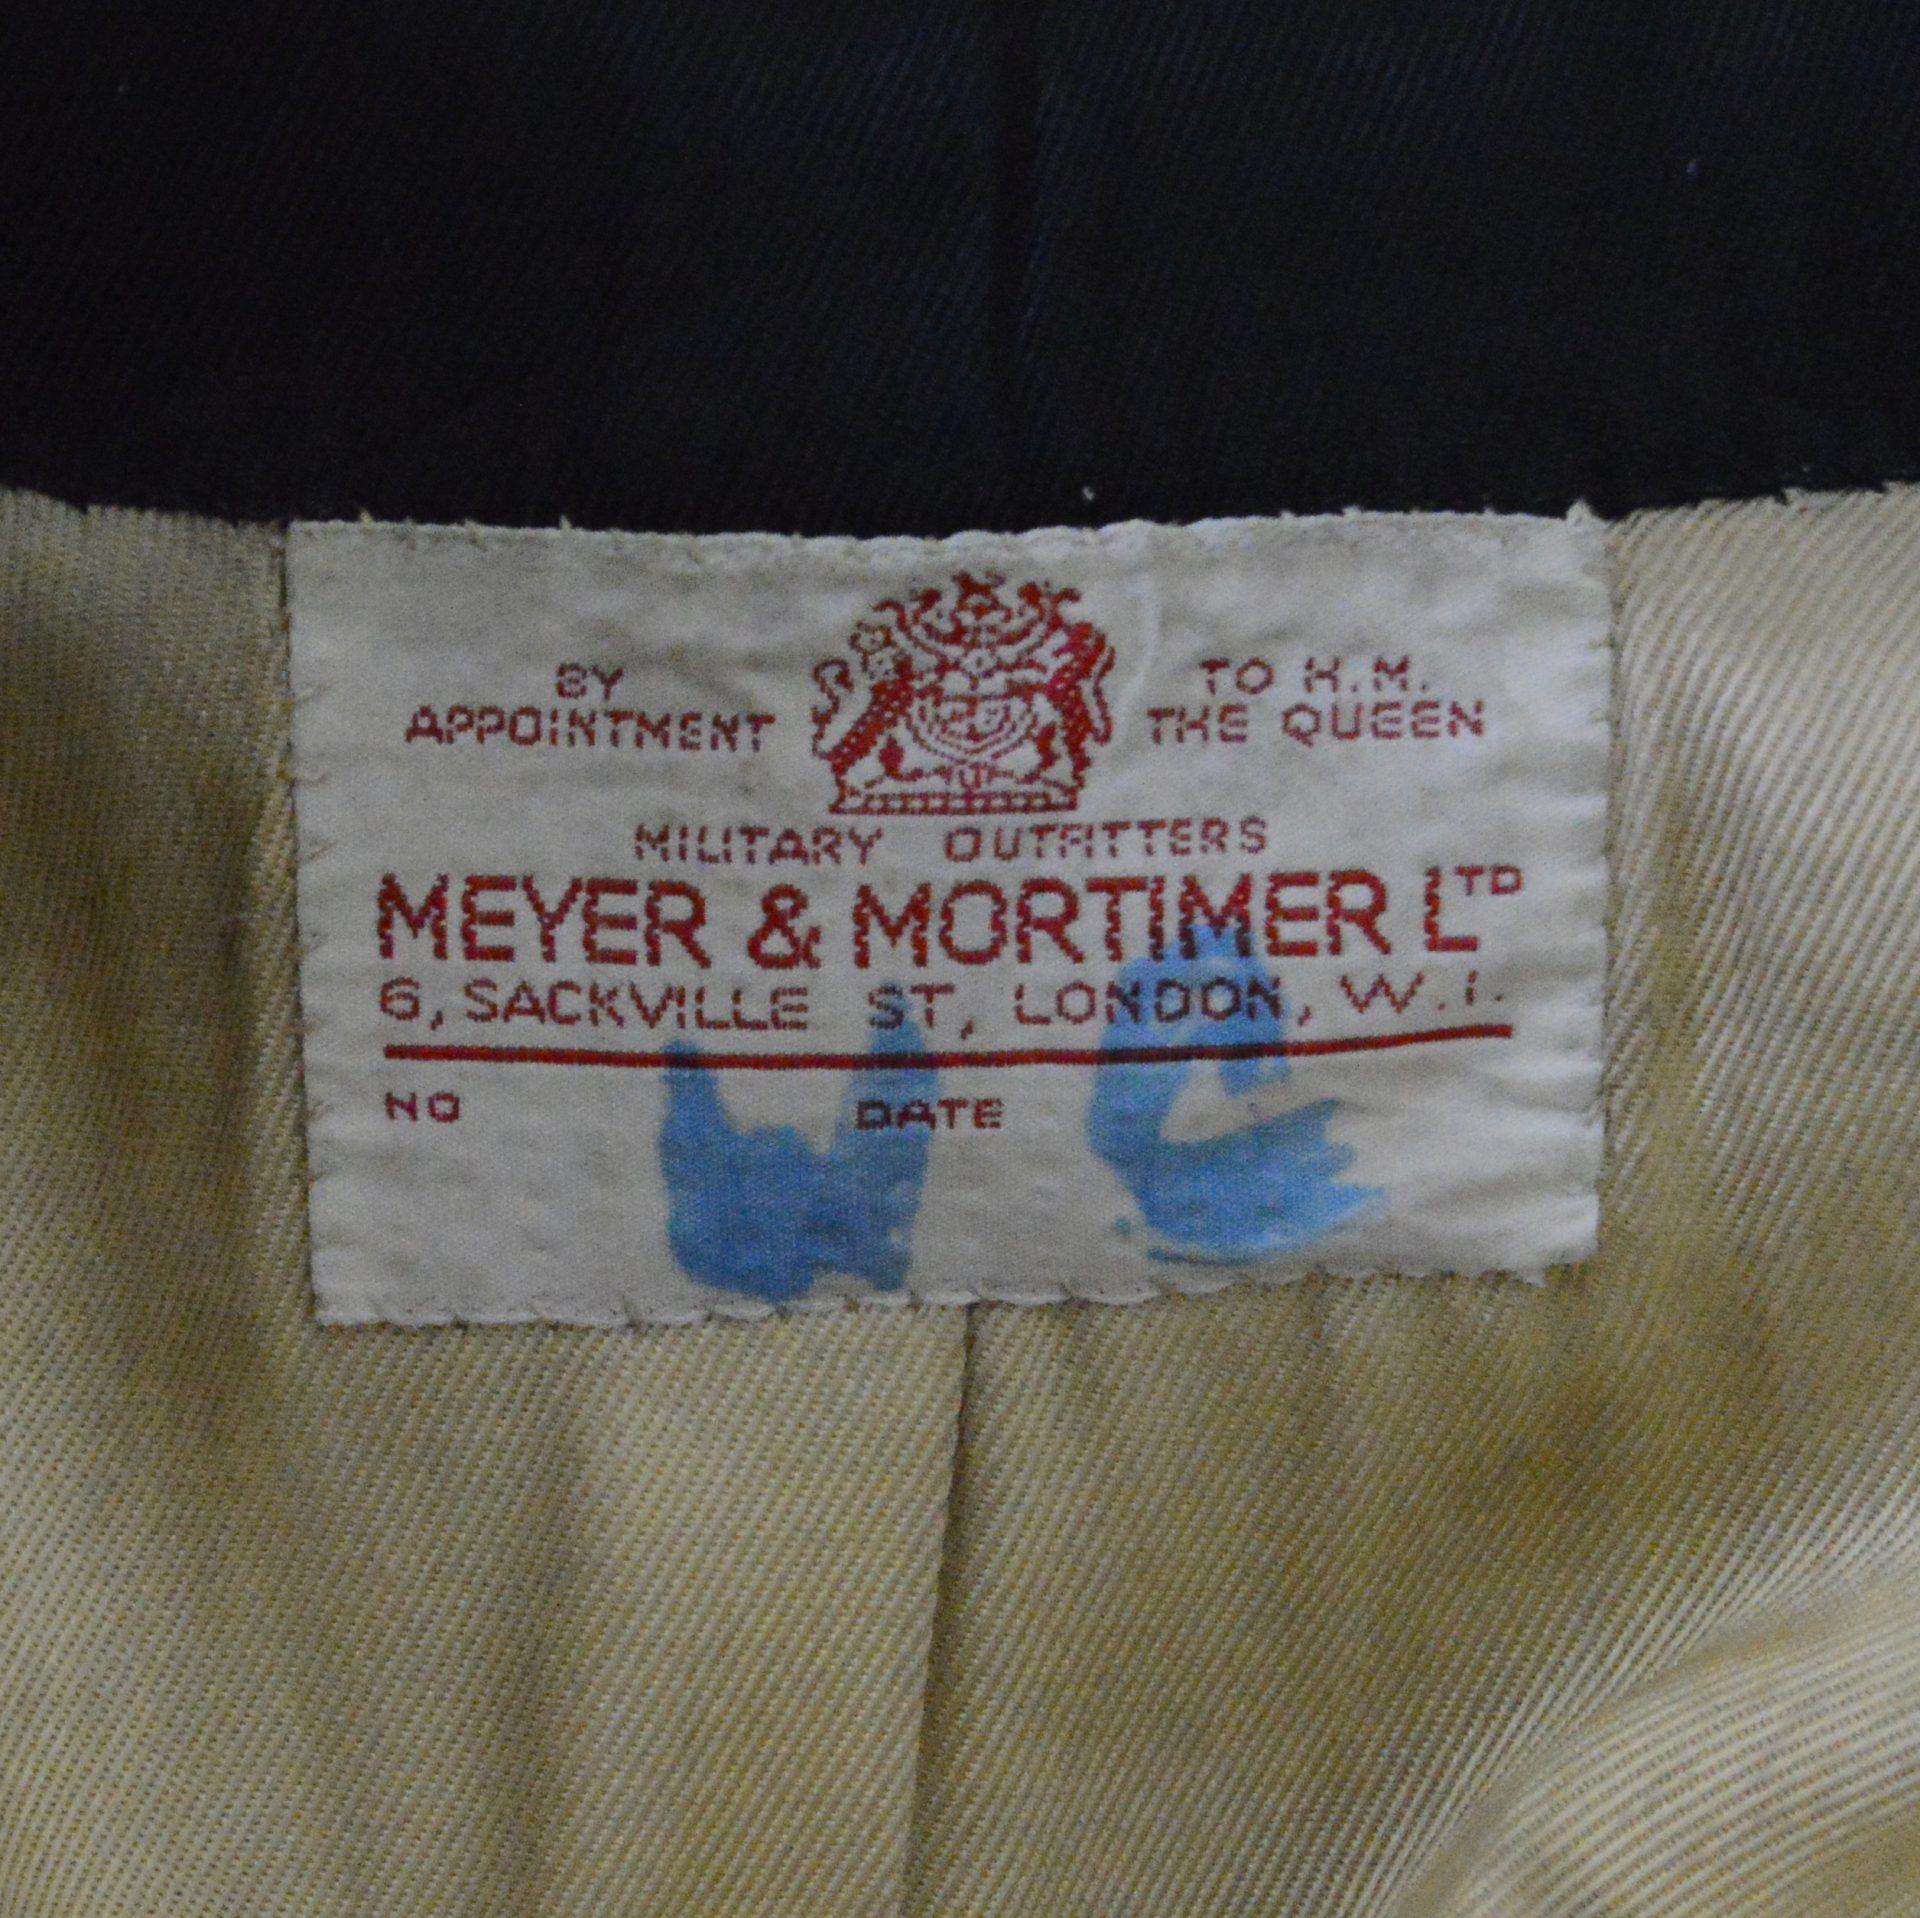 BY
APPOINTMENT
TO H.M.
THE QUEEN
MILITARY OUTFITTERS
MEYER & MORTIMER LTD
6, SACKVILLE ST, LONDON, W.1.
NO DATE